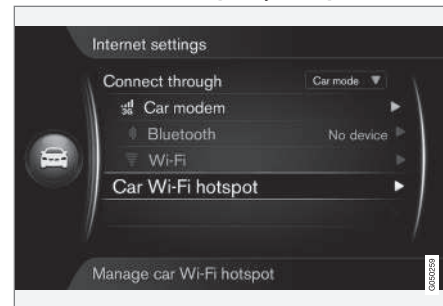 Internet settings
Connect through Car mode
3G Car modem
Bluetooth No device
Wi-Fi
Car Wi-Fi hotspot
Manage car Wi-Fi hotspot
G050259